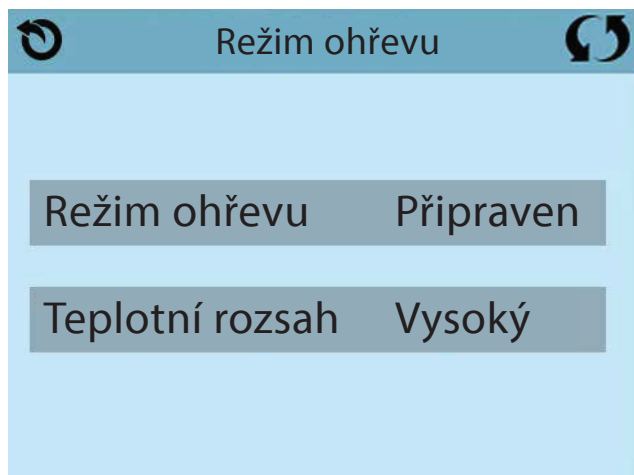 Režim ohřevu
Režim ohřevu Připraven
Teplotní rozsah Vysoký